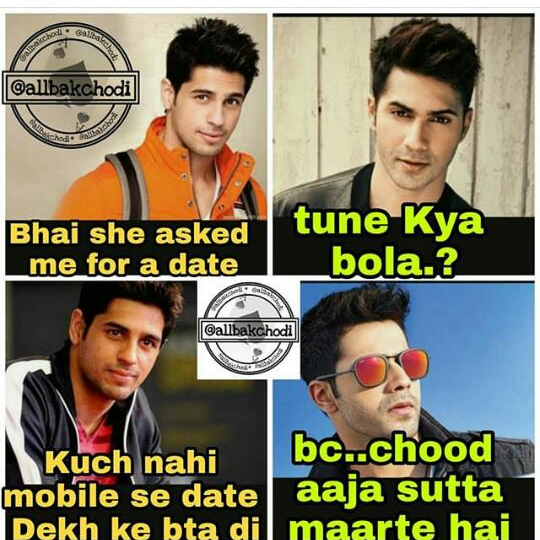 @allbakchodi
Bhai she asked
me for a date
tune Kya
bola.?
@allbakchodi
Kuch nahi
mobile se date
Dekh ke bta di
bc..chood
aaja sutta
maarte hai